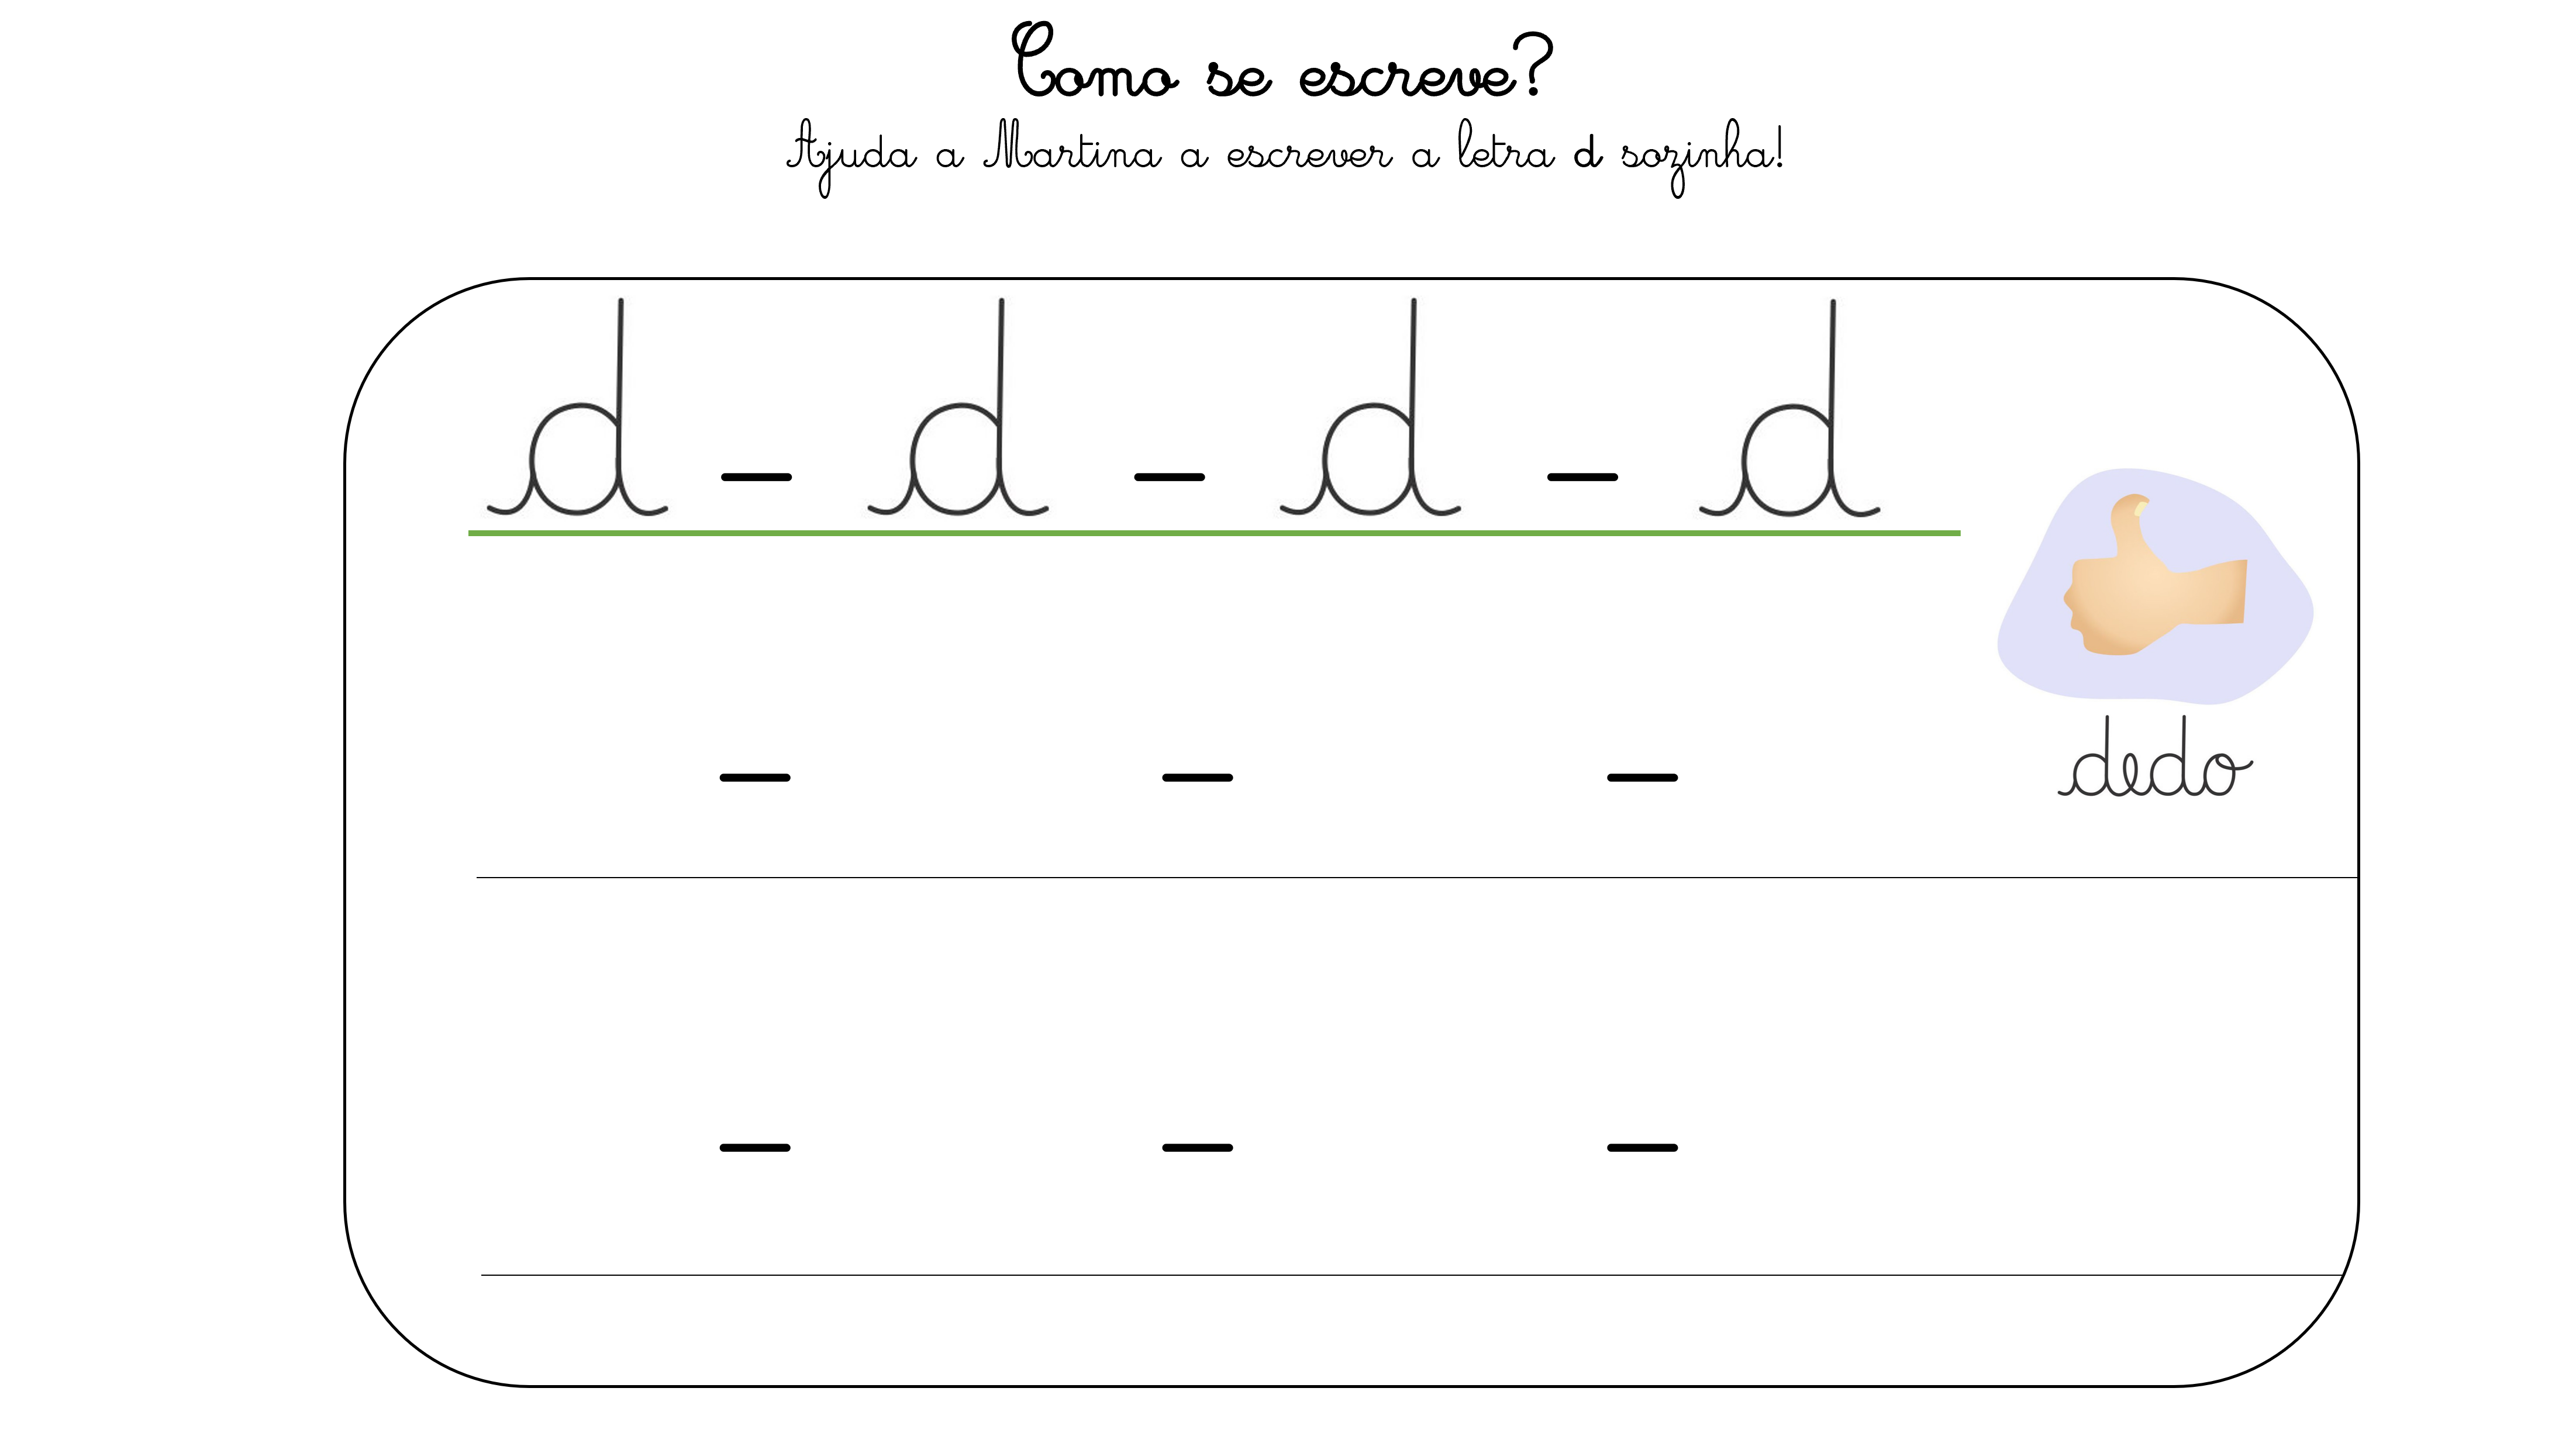 Como se escreve?
Ajuda a Martina a escrever a letra d sozinha!
d - d - d - d
dedo
- - -
- - -